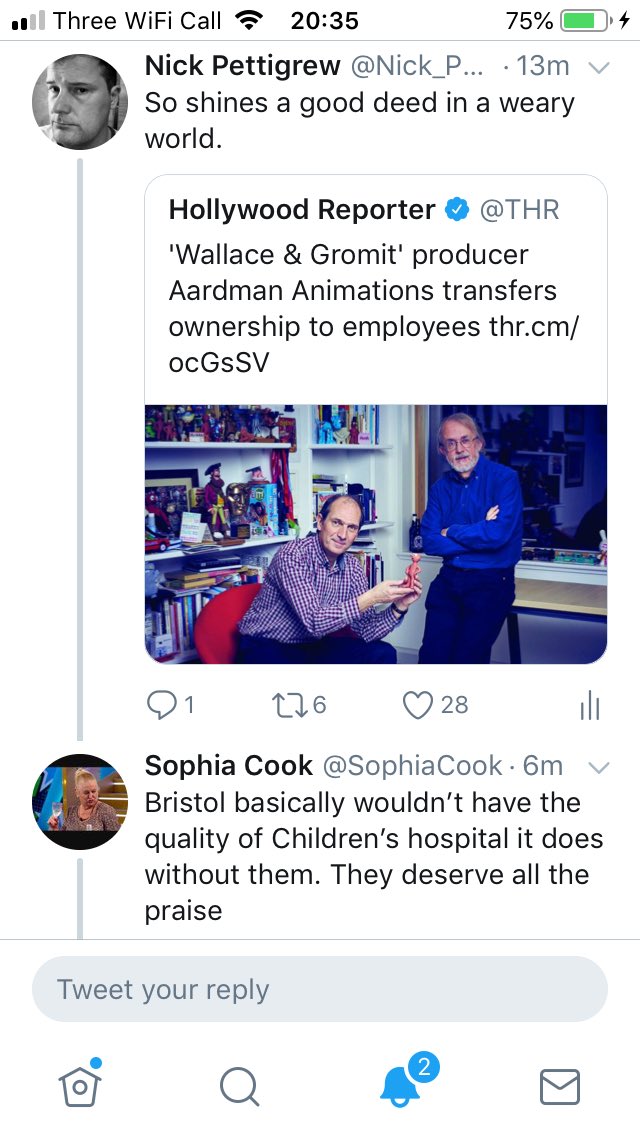 Three WiFi Call 20:35 75%
Nick Pettigrew @Nick_P... · 13m
So shines a good deed in a weary
world.
Hollywood Reporter @THR
'Wallace & Gromit' producer
Aardman Animations transfers
ownership to employees thr.cm/
ocGsSV
1 6 28
Sophia Cook @SophiaCook · 6m
Bristol basically wouldn’t have the
quality of Children’s hospital it does
without them. They deserve all the
praise
Tweet your reply
2